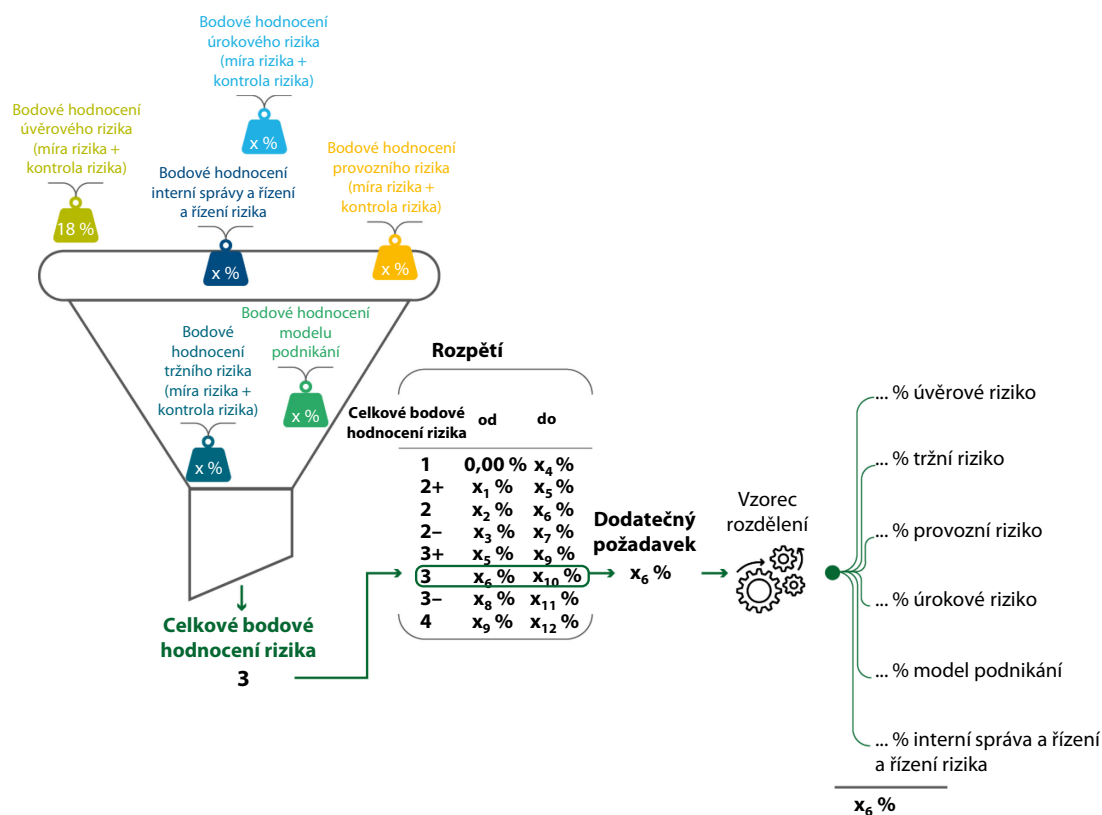 Bodové hodnocení
úrokového rizika
(míra rizika +
kontrola rizika)
x %
Bodové hodnocení
úvěrového rizika
(míra rizika +
kontrola rizika)
18 %
Bodové hodnocení
interní správy a řízení
a řízení rizika
x %
Bodové hodnocení
provozního rizika
(míra rizika +
kontrola rizika)
x %
Bodové
hodnocení
tržního rizika
(míra rizika +
kontrola rizika)
x %
Bodové hodnocení
modelu
podnikání
x %
Celkové bodové
hodnocení rizika
3
Rozpětí
Celkové bodové
hodnocení rizika
od do
1 0,00 % x₄ %
2+ x₁ % x₅ %
2 x₂ % x₆ %
2– x₃ % x₇ %
3+ x₅ % x₉ %
3 x₆ % x₁₀ %
3– x₈ % x₁₁ %
4 x₉ % x₁₂ %
Dodatečný
požadavek
x₆ %
Vzorec
rozdělení
... % úvěrové riziko
... % tržní riziko
... % provozní riziko
... % úrokové riziko
... % model podnikání
... % interní správa a řízení
a řízení rizika
x₆ %